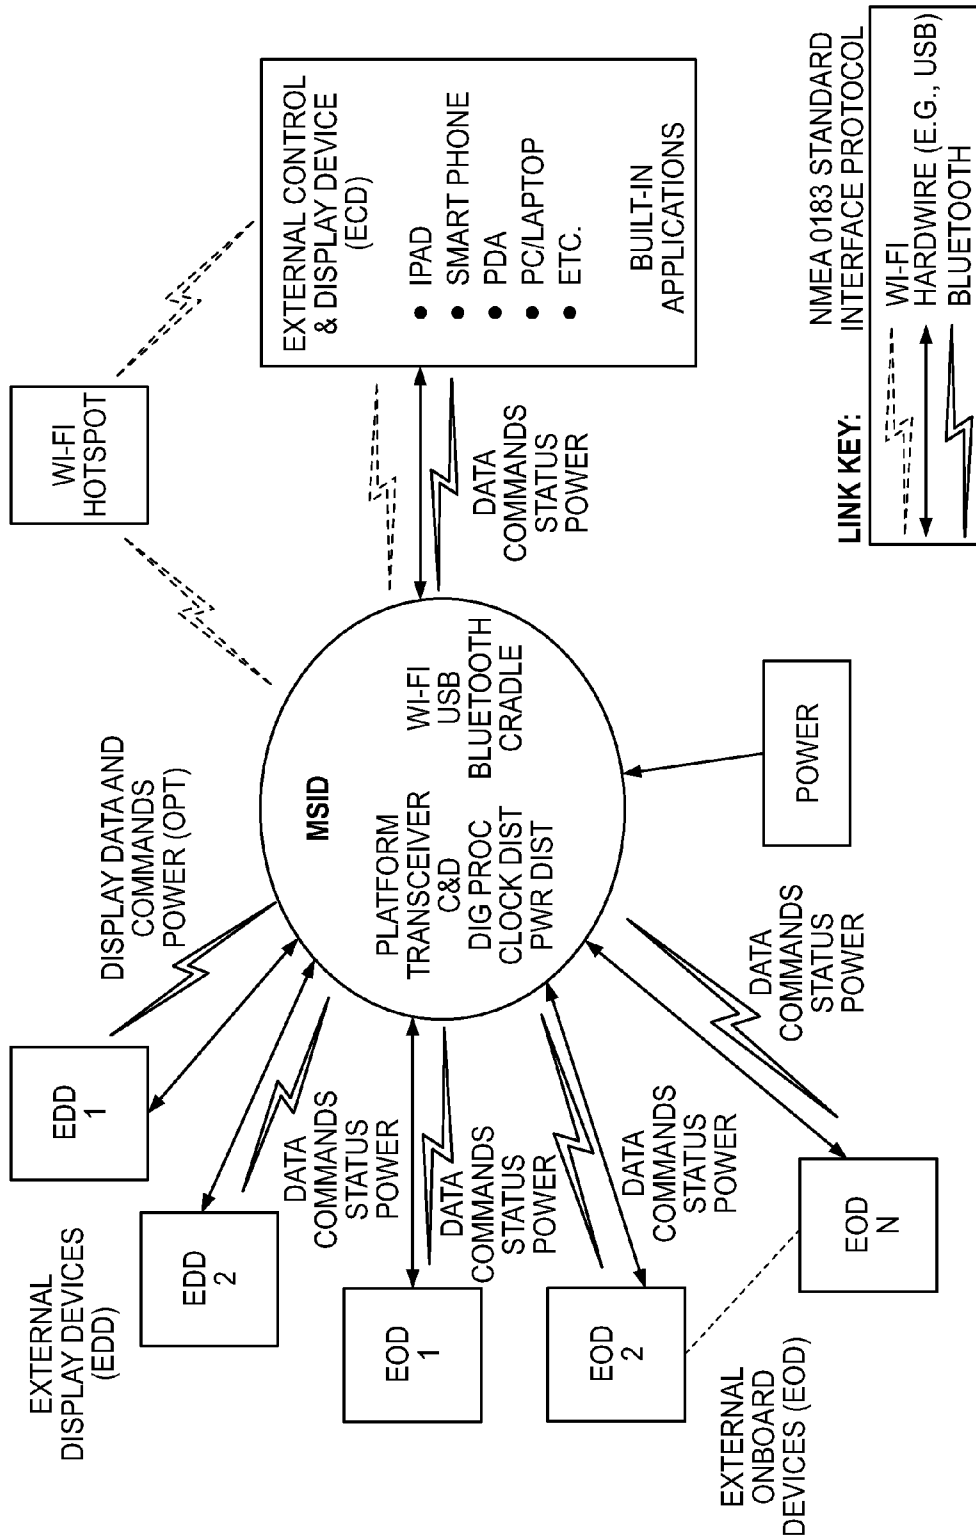 EXTERNAL
DISPLAY DEVICES
(EDD)
EDD
1
EDD
2
DISPLAY DATA AND
COMMANDS
POWER (OPT)
WI-FI
HOTSPOT
EXTERNAL CONTROL
& DISPLAY DEVICE
(ECD)
● IPAD
● SMART PHONE
● PDA
● PC/LAPTOP
● ETC.
BUILT-IN
APPLICATIONS
MSID
PLATFORM
TRANSCEIVER
C&D
DIG PROC
CLOCK DIST
PWR DIST
WI-FI
USB
BLUETOOTH
CRADLE
DATA
COMMANDS
STATUS
POWER
DATA
COMMANDS
STATUS
POWER
EOD
1
DATA
COMMANDS
STATUS
POWER
EOD
2
DATA
COMMANDS
STATUS
POWER
EOD
N
DATA
COMMANDS
STATUS
POWER
EXTERNAL
ONBOARD
DEVICES (EOD)
POWER
NMEA 0183 STANDARD
INTERFACE PROTOCOL
LINK KEY:
WI-FI
HARDWIRE (E.G., USB)
BLUETOOTH